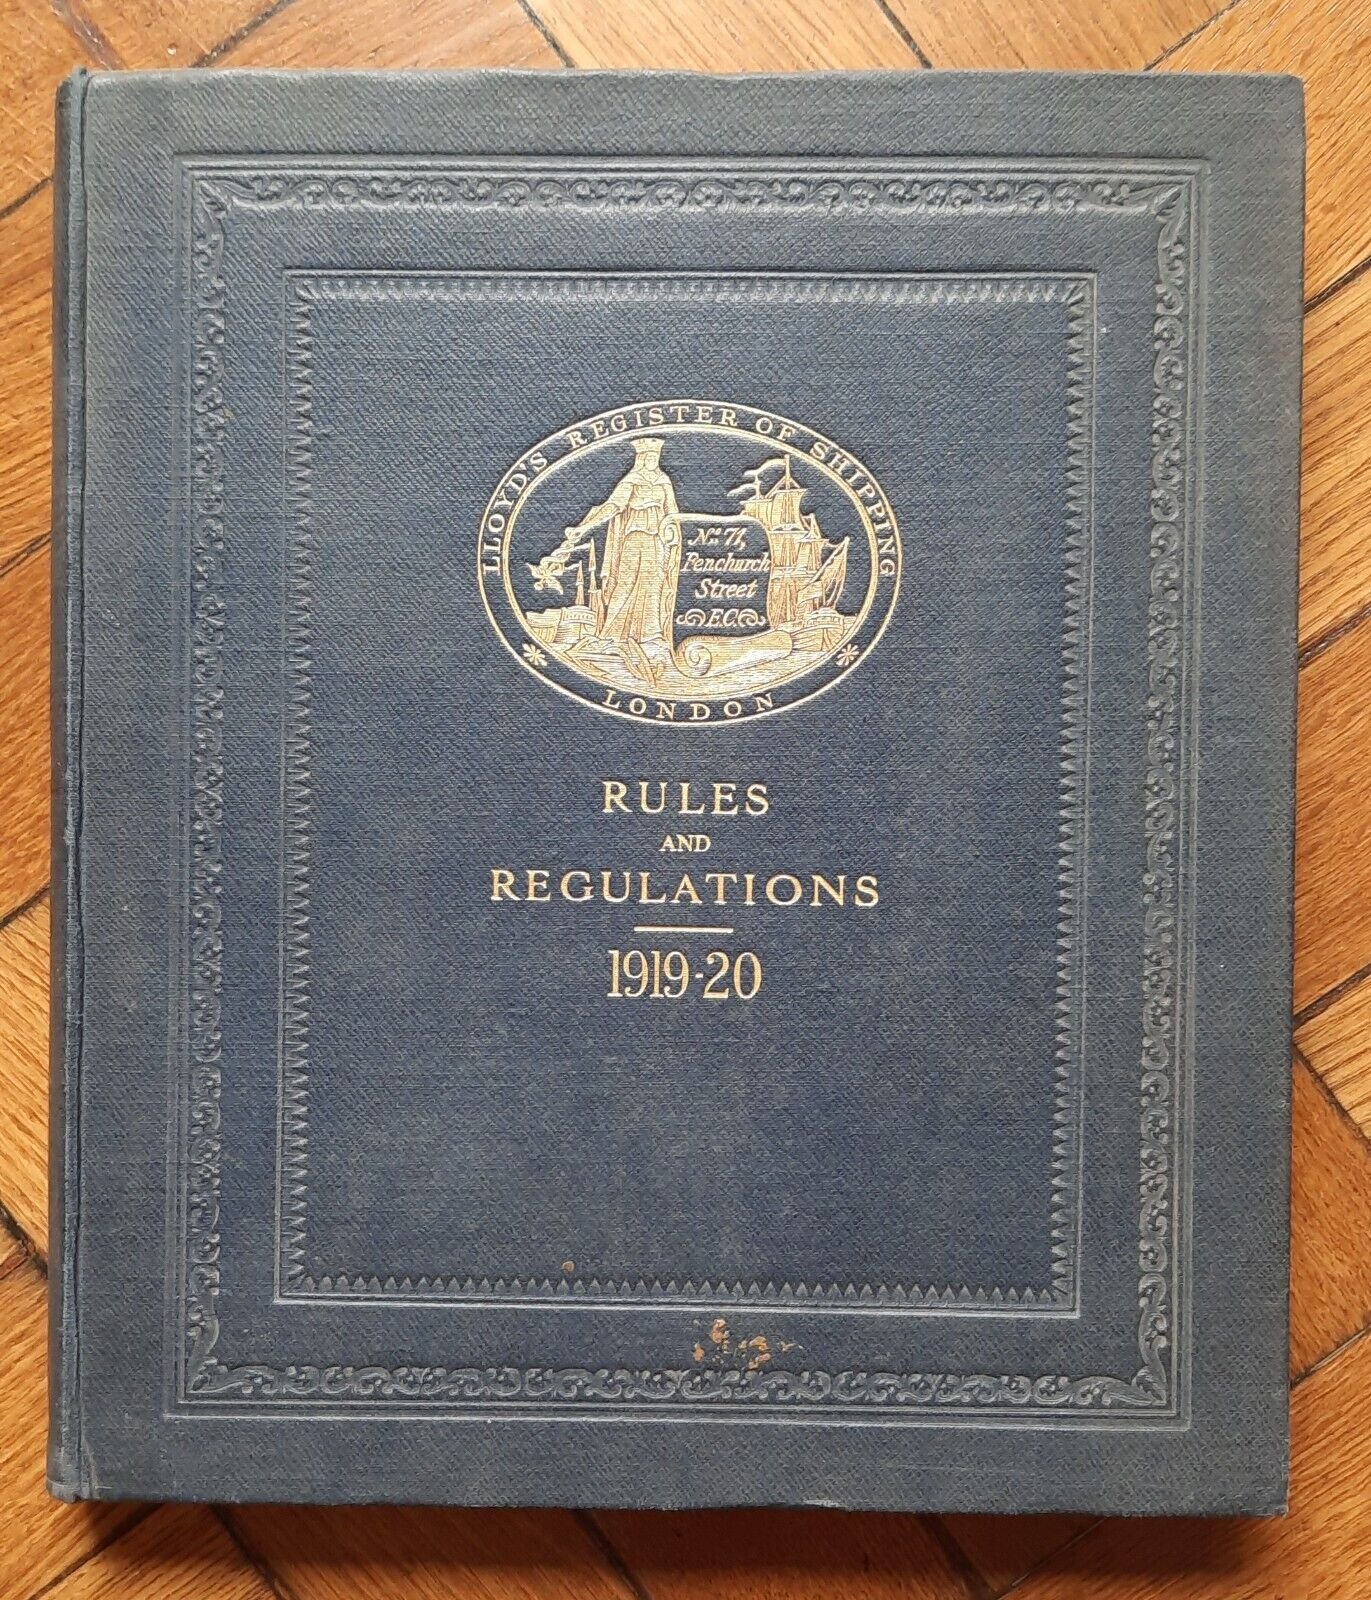 LLOYD'S REGISTER OF SHIPPING
Nº. 71,
Fenchurch
Street
E.C.
LONDON
RULES
AND
REGULATIONS
1919-20